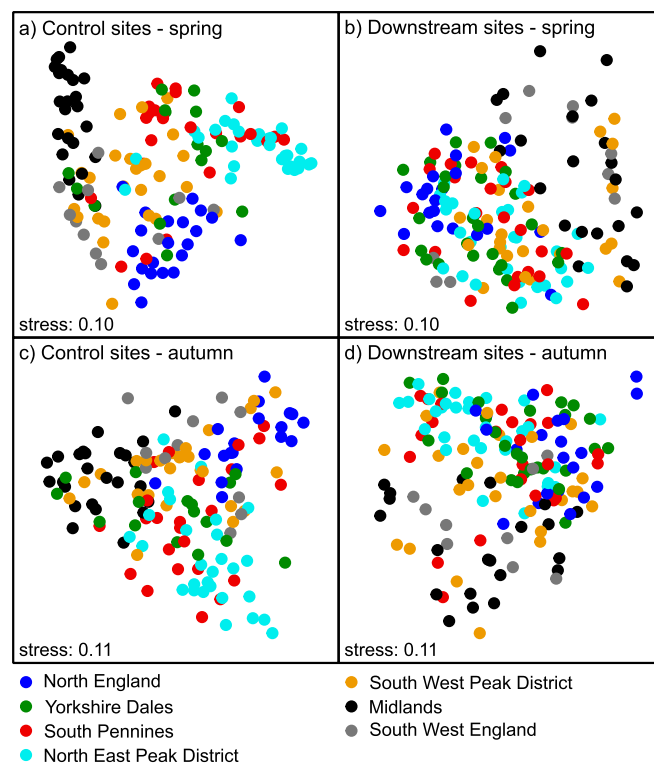 a) Control sites - spring
b) Downstream sites - spring
stress: 0.10
stress: 0.10
c) Control sites - autumn
d) Downstream sites - autumn
stress: 0.11
stress: 0.11
North England
Yorkshire Dales
South Pennines
North East Peak District
South West Peak District
Midlands
South West England